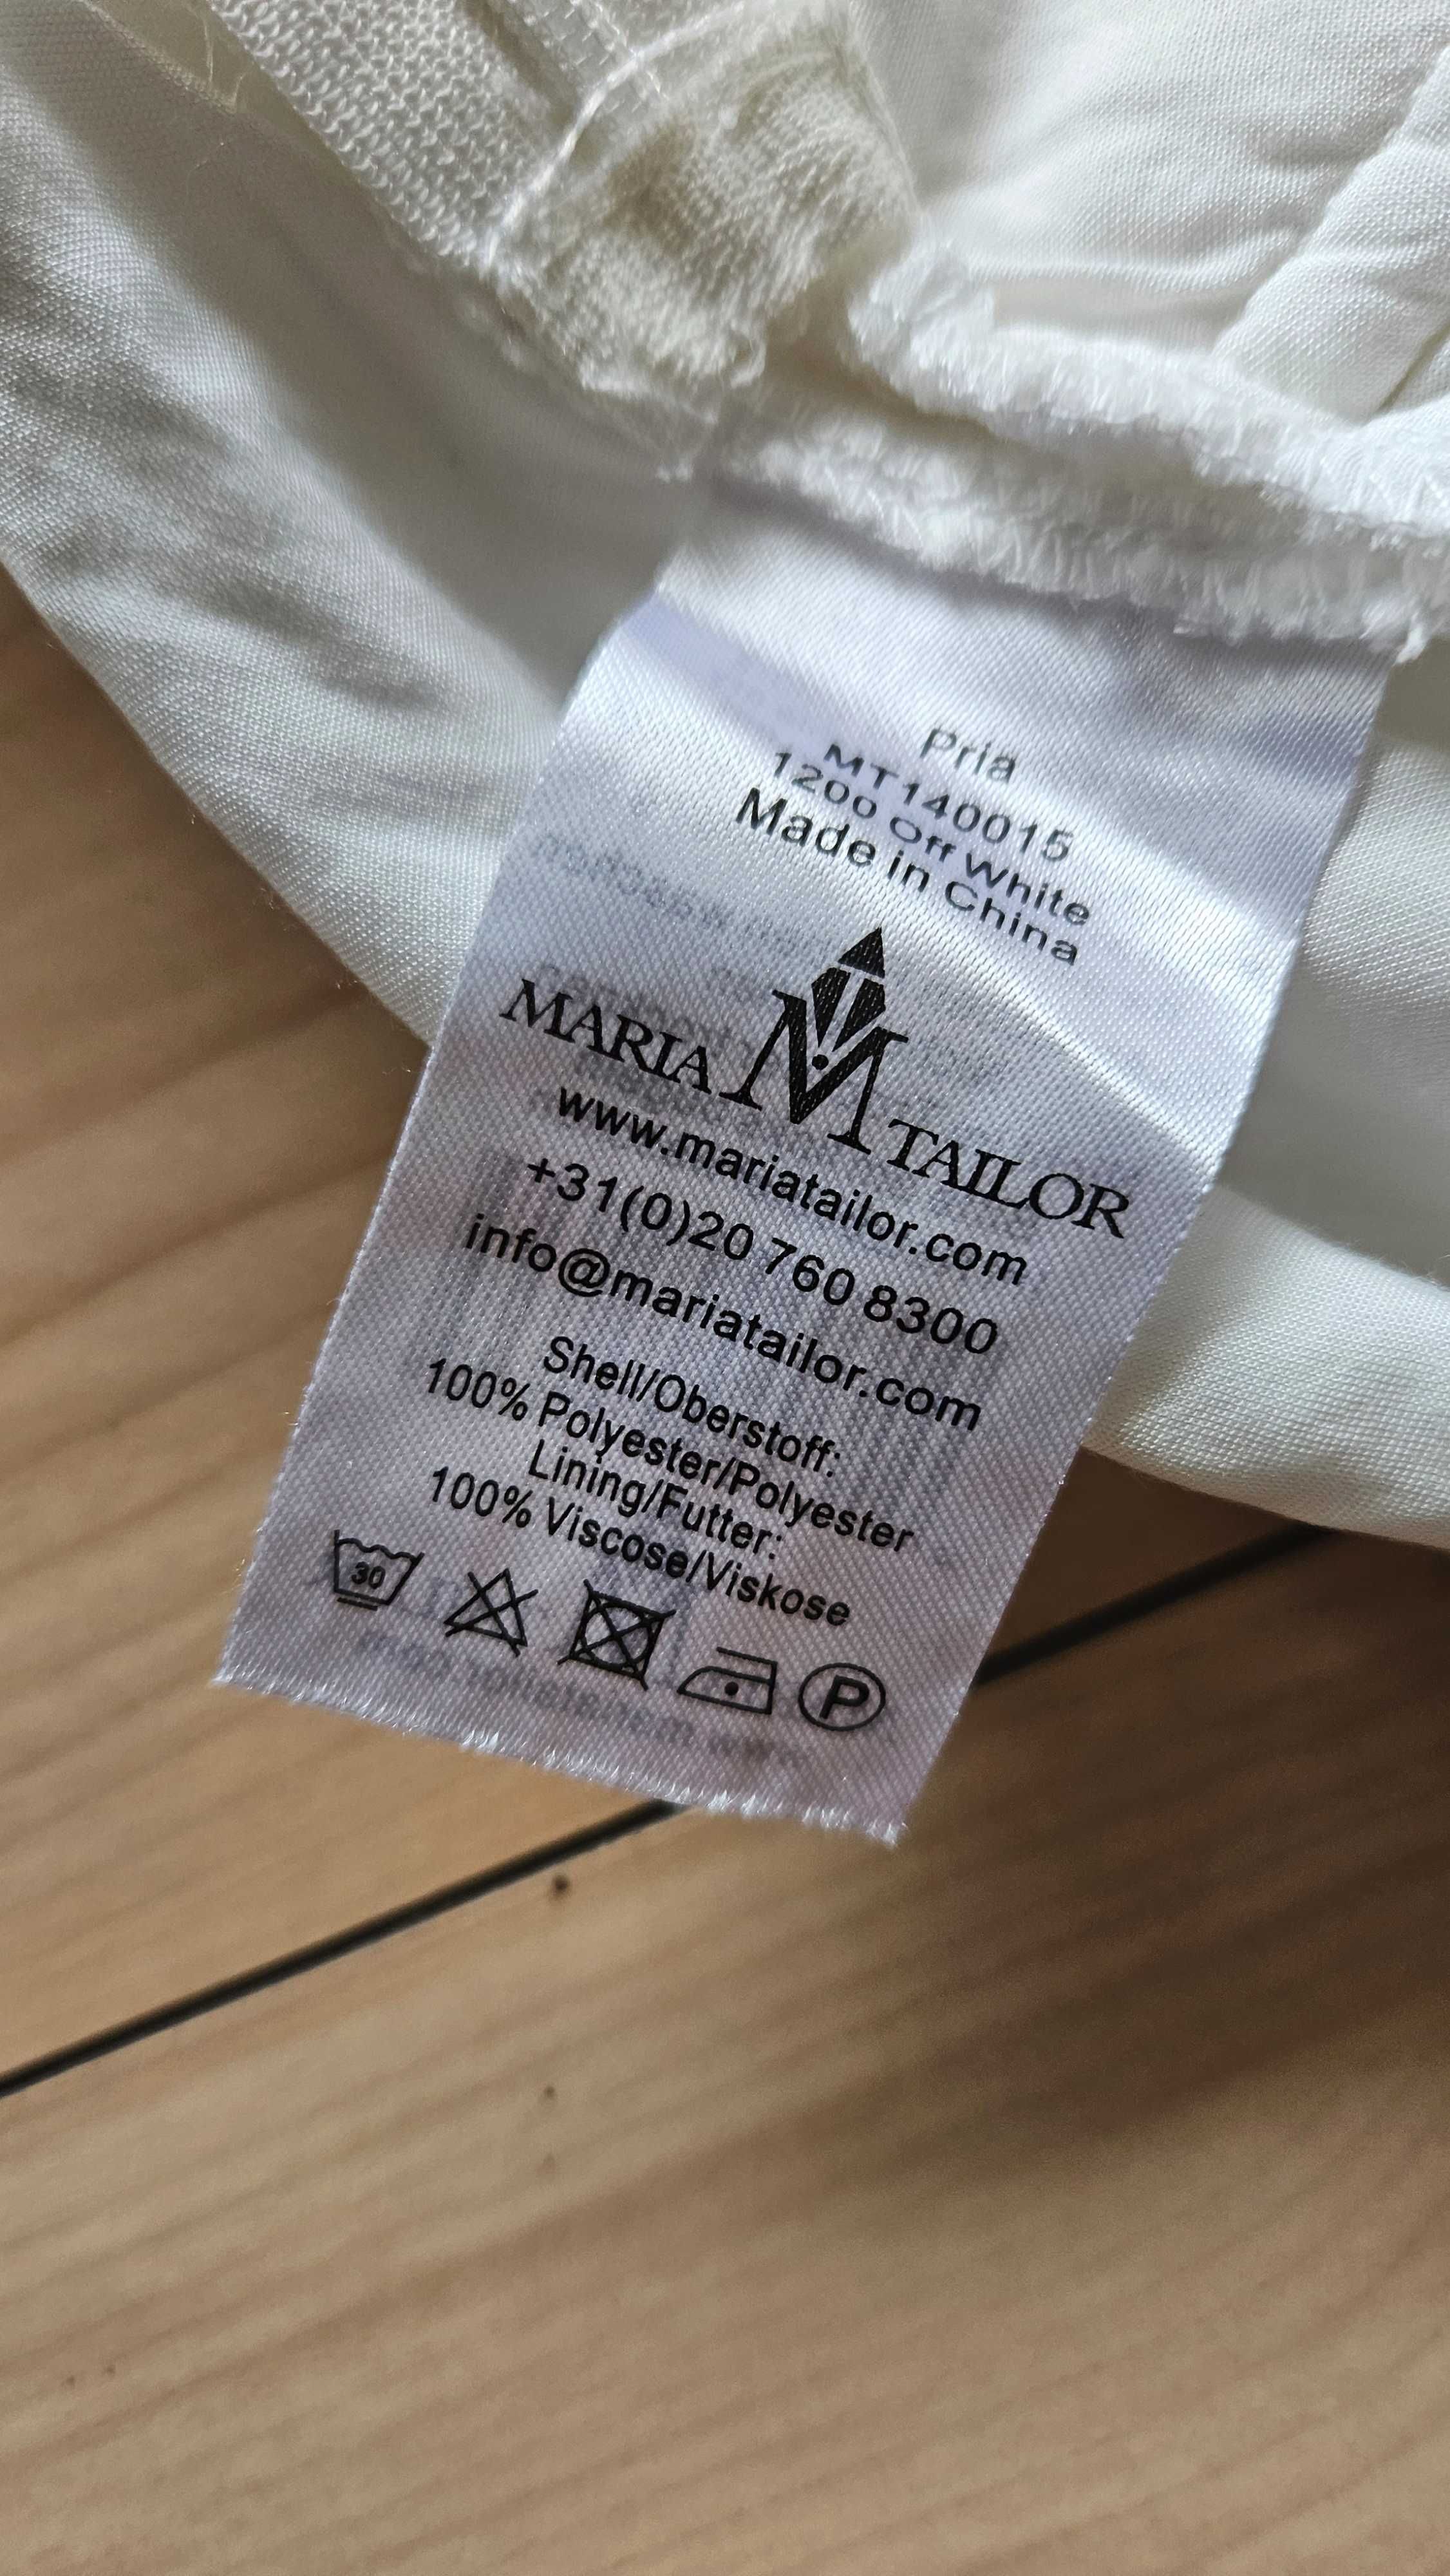 Pria
MT140015
1200 Off White
Made in China
MARIA M TAILOR
www.mariatailor.com
+31(0)20 760 8300
info@mariatailor.com
Shell/Oberstoff:
100% Polyester/Polyester
Lining/Futter:
100% Viscose/Viskose
30 P